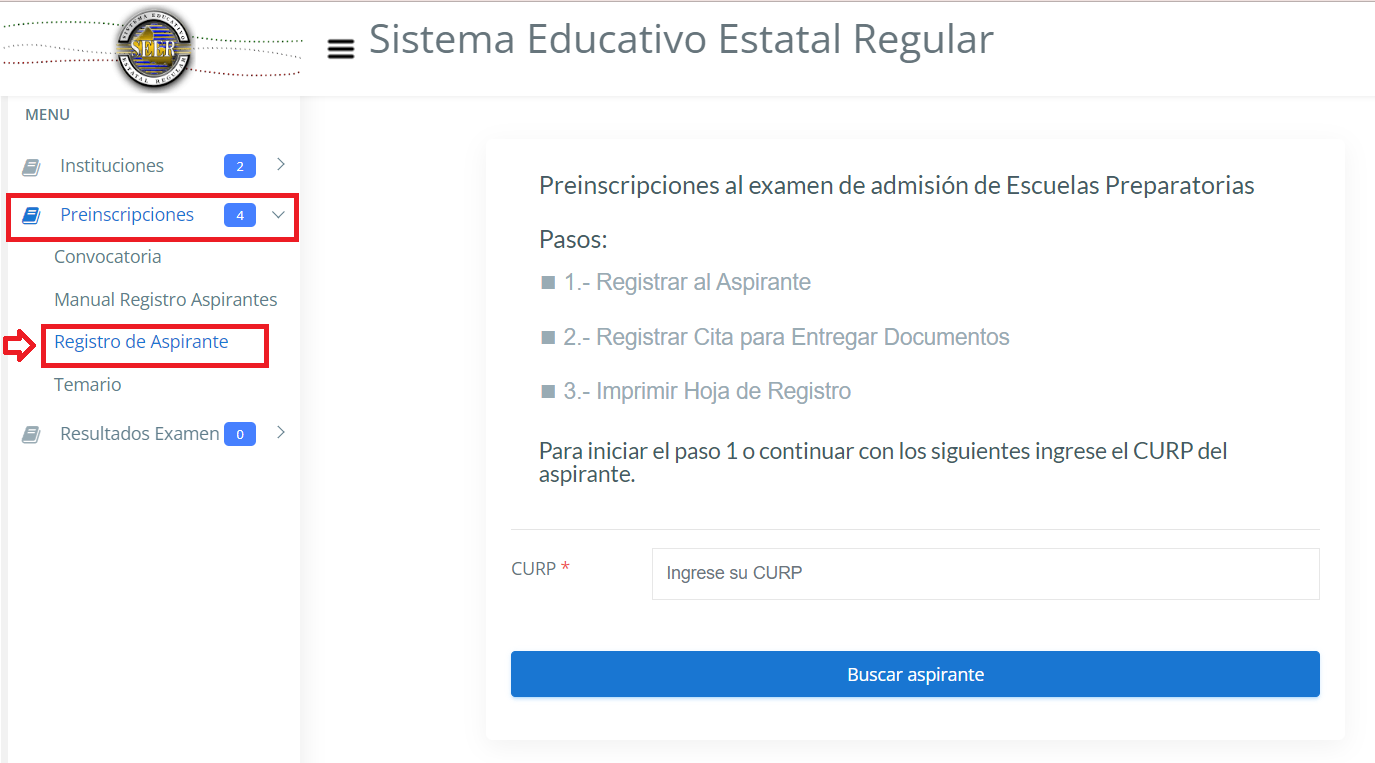 SISTEMA EDUCATIVO
SEER
ESTATAL REGULAR
Sistema Educativo Estatal Regular
MENU
Instituciones 2
Preinscripciones 4
Convocatoria
Manual Registro Aspirantes
Registro de Aspirante
Temario
Resultados Examen 0
Preinscripciones al examen de admisión de Escuelas Preparatorias
Pasos:
1.- Registrar al Aspirante
2.- Registrar Cita para Entregar Documentos
3.- Imprimir Hoja de Registro
Para iniciar el paso 1 o continuar con los siguientes ingrese el CURP del
aspirante.
CURP *
Ingrese su CURP
Buscar aspirante